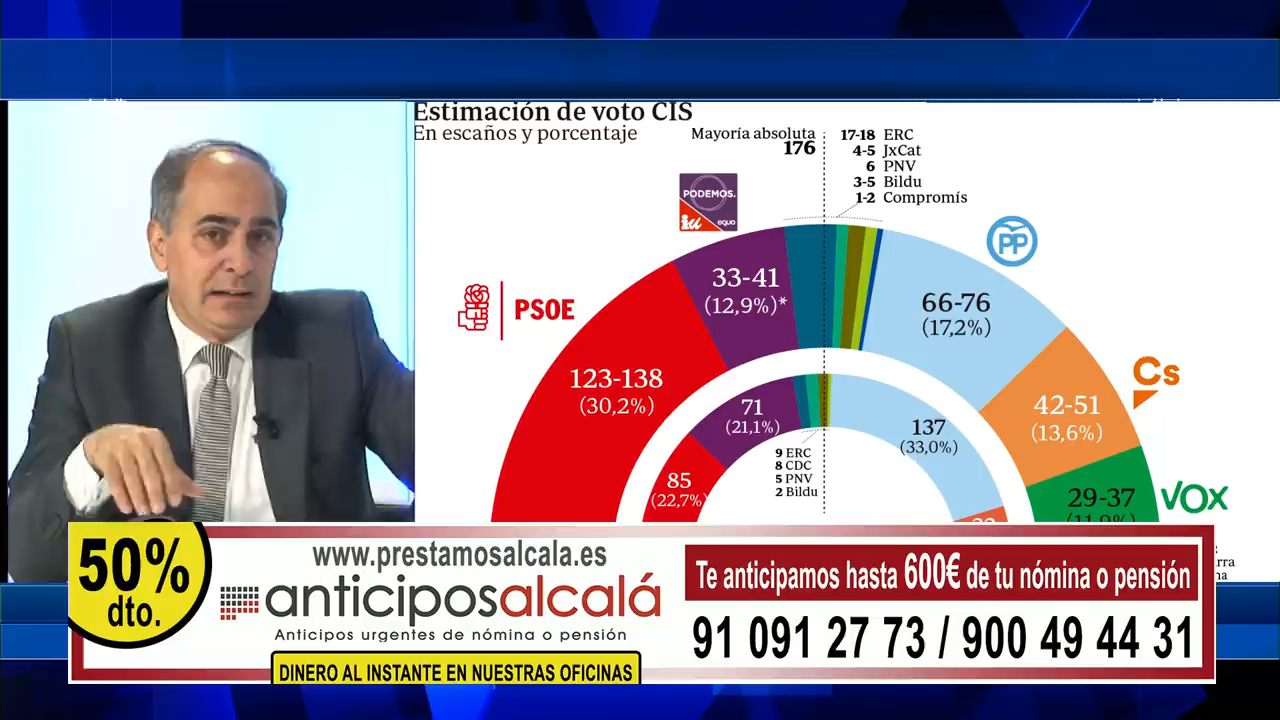 Estimación de voto CIS
En escaños y porcentaje
Mayoría absoluta
176
17-18 ERC
4-5 JxCat
6 PNV
3-5 Bildu
1-2 Compromís
PODEMOS.
iu
equo
PP
PSOE
33-41
(12,9%)*
66-76
(17,2%)
Cs
123-138
(30,2%)
42-51
(13,6%)
71
(21,1%)
137
(33,0%)
9 ERC
8 CDC
5 PNV
2 Bildu
85
(22,7%)
29-37
(11,9%)
VOX
50%
dto.
www.prestamosalcala.es
anticiposalcalá
Anticipos urgentes de nómina o pensión
DINERO AL INSTANTE EN NUESTRAS OFICINAS
Te anticipamos hasta 600€ de tu nómina o pensión
91 091 27 73 / 900 49 44 31